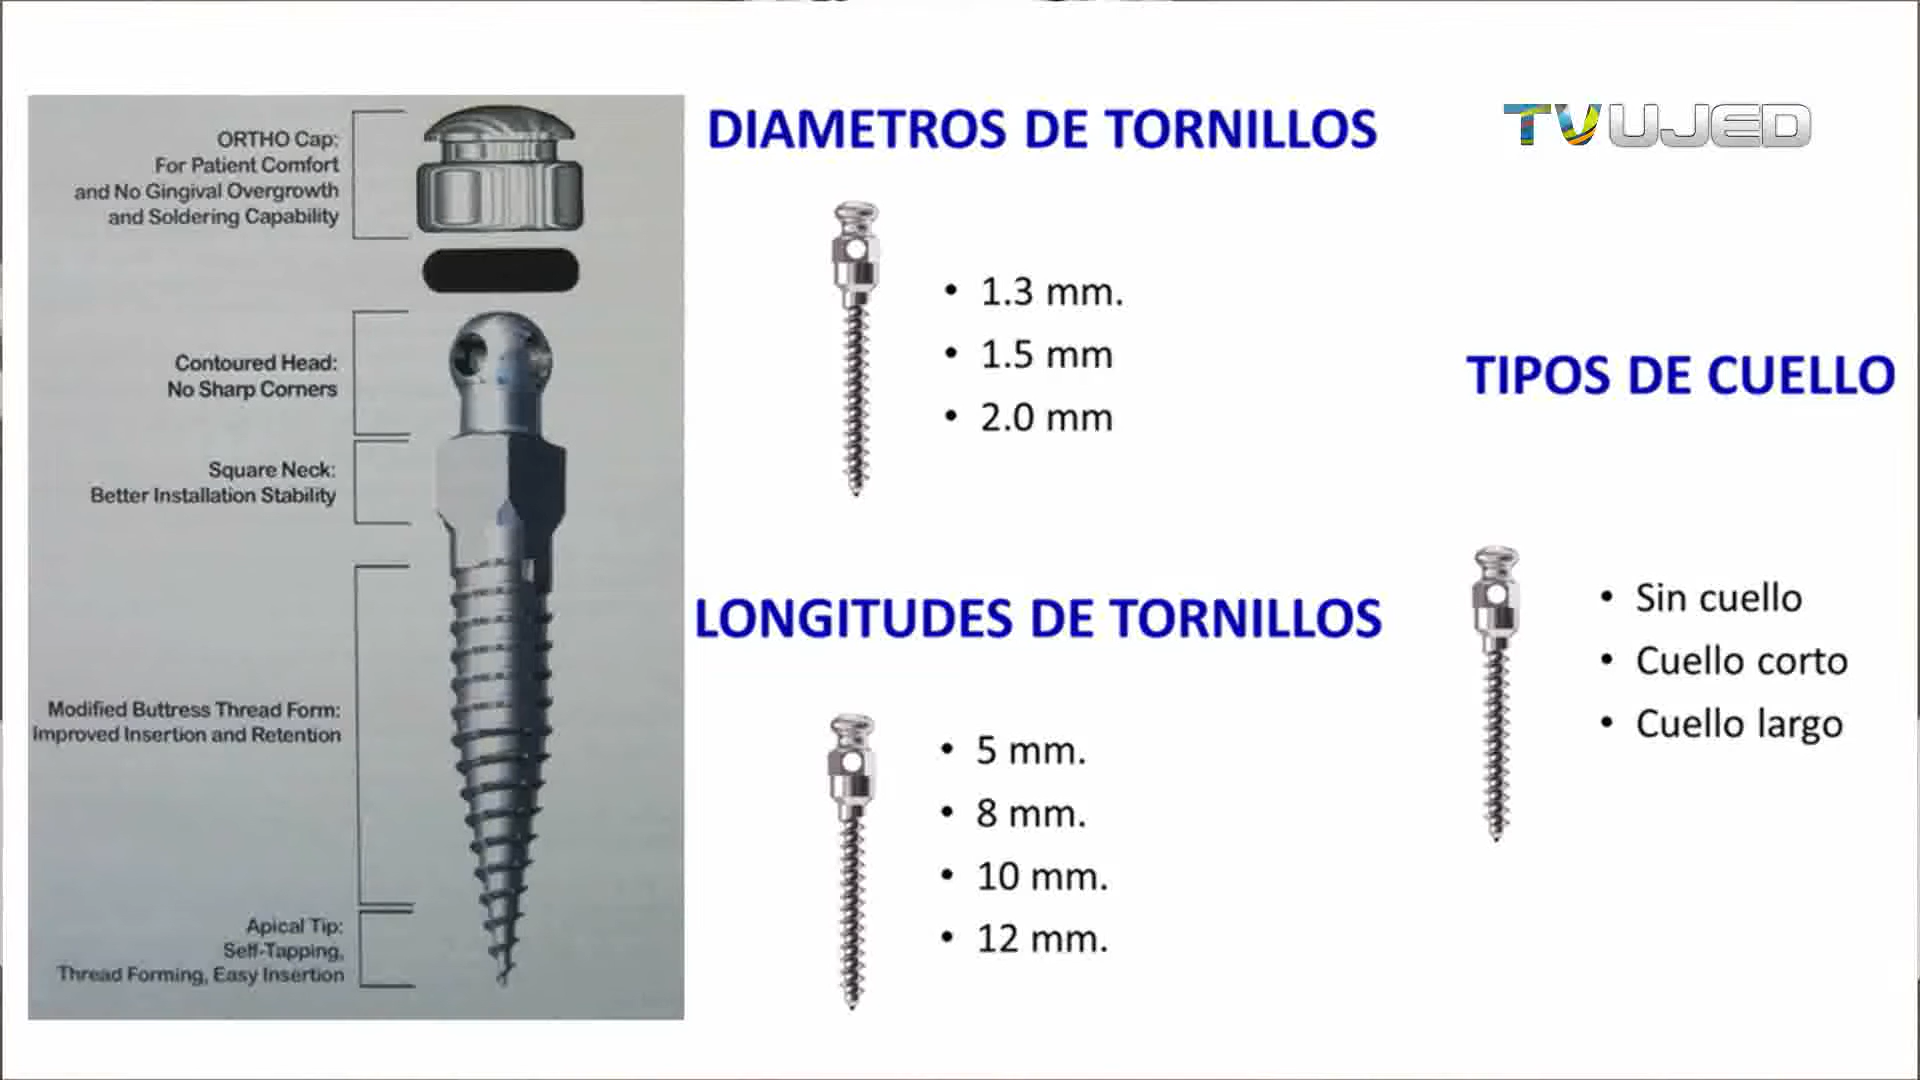 ORTHO Cap:
For Patient Comfort
and No Gingival Overgrowth
and Soldering Capability
Contoured Head:
No Sharp Corners
Square Neck:
Better Installation Stability
Modified Buttress Thread Form:
Improved Insertion and Retention
Apical Tip:
Self-Tapping,
Thread Forming, Easy Insertion
DIAMETROS DE TORNILLOS
• 1.3 mm.
• 1.5 mm
• 2.0 mm
LONGITUDES DE TORNILLOS
• 5 mm.
• 8 mm.
• 10 mm.
• 12 mm.
TVUJED
TIPOS DE CUELLO
• Sin cuello
• Cuello corto
• Cuello largo